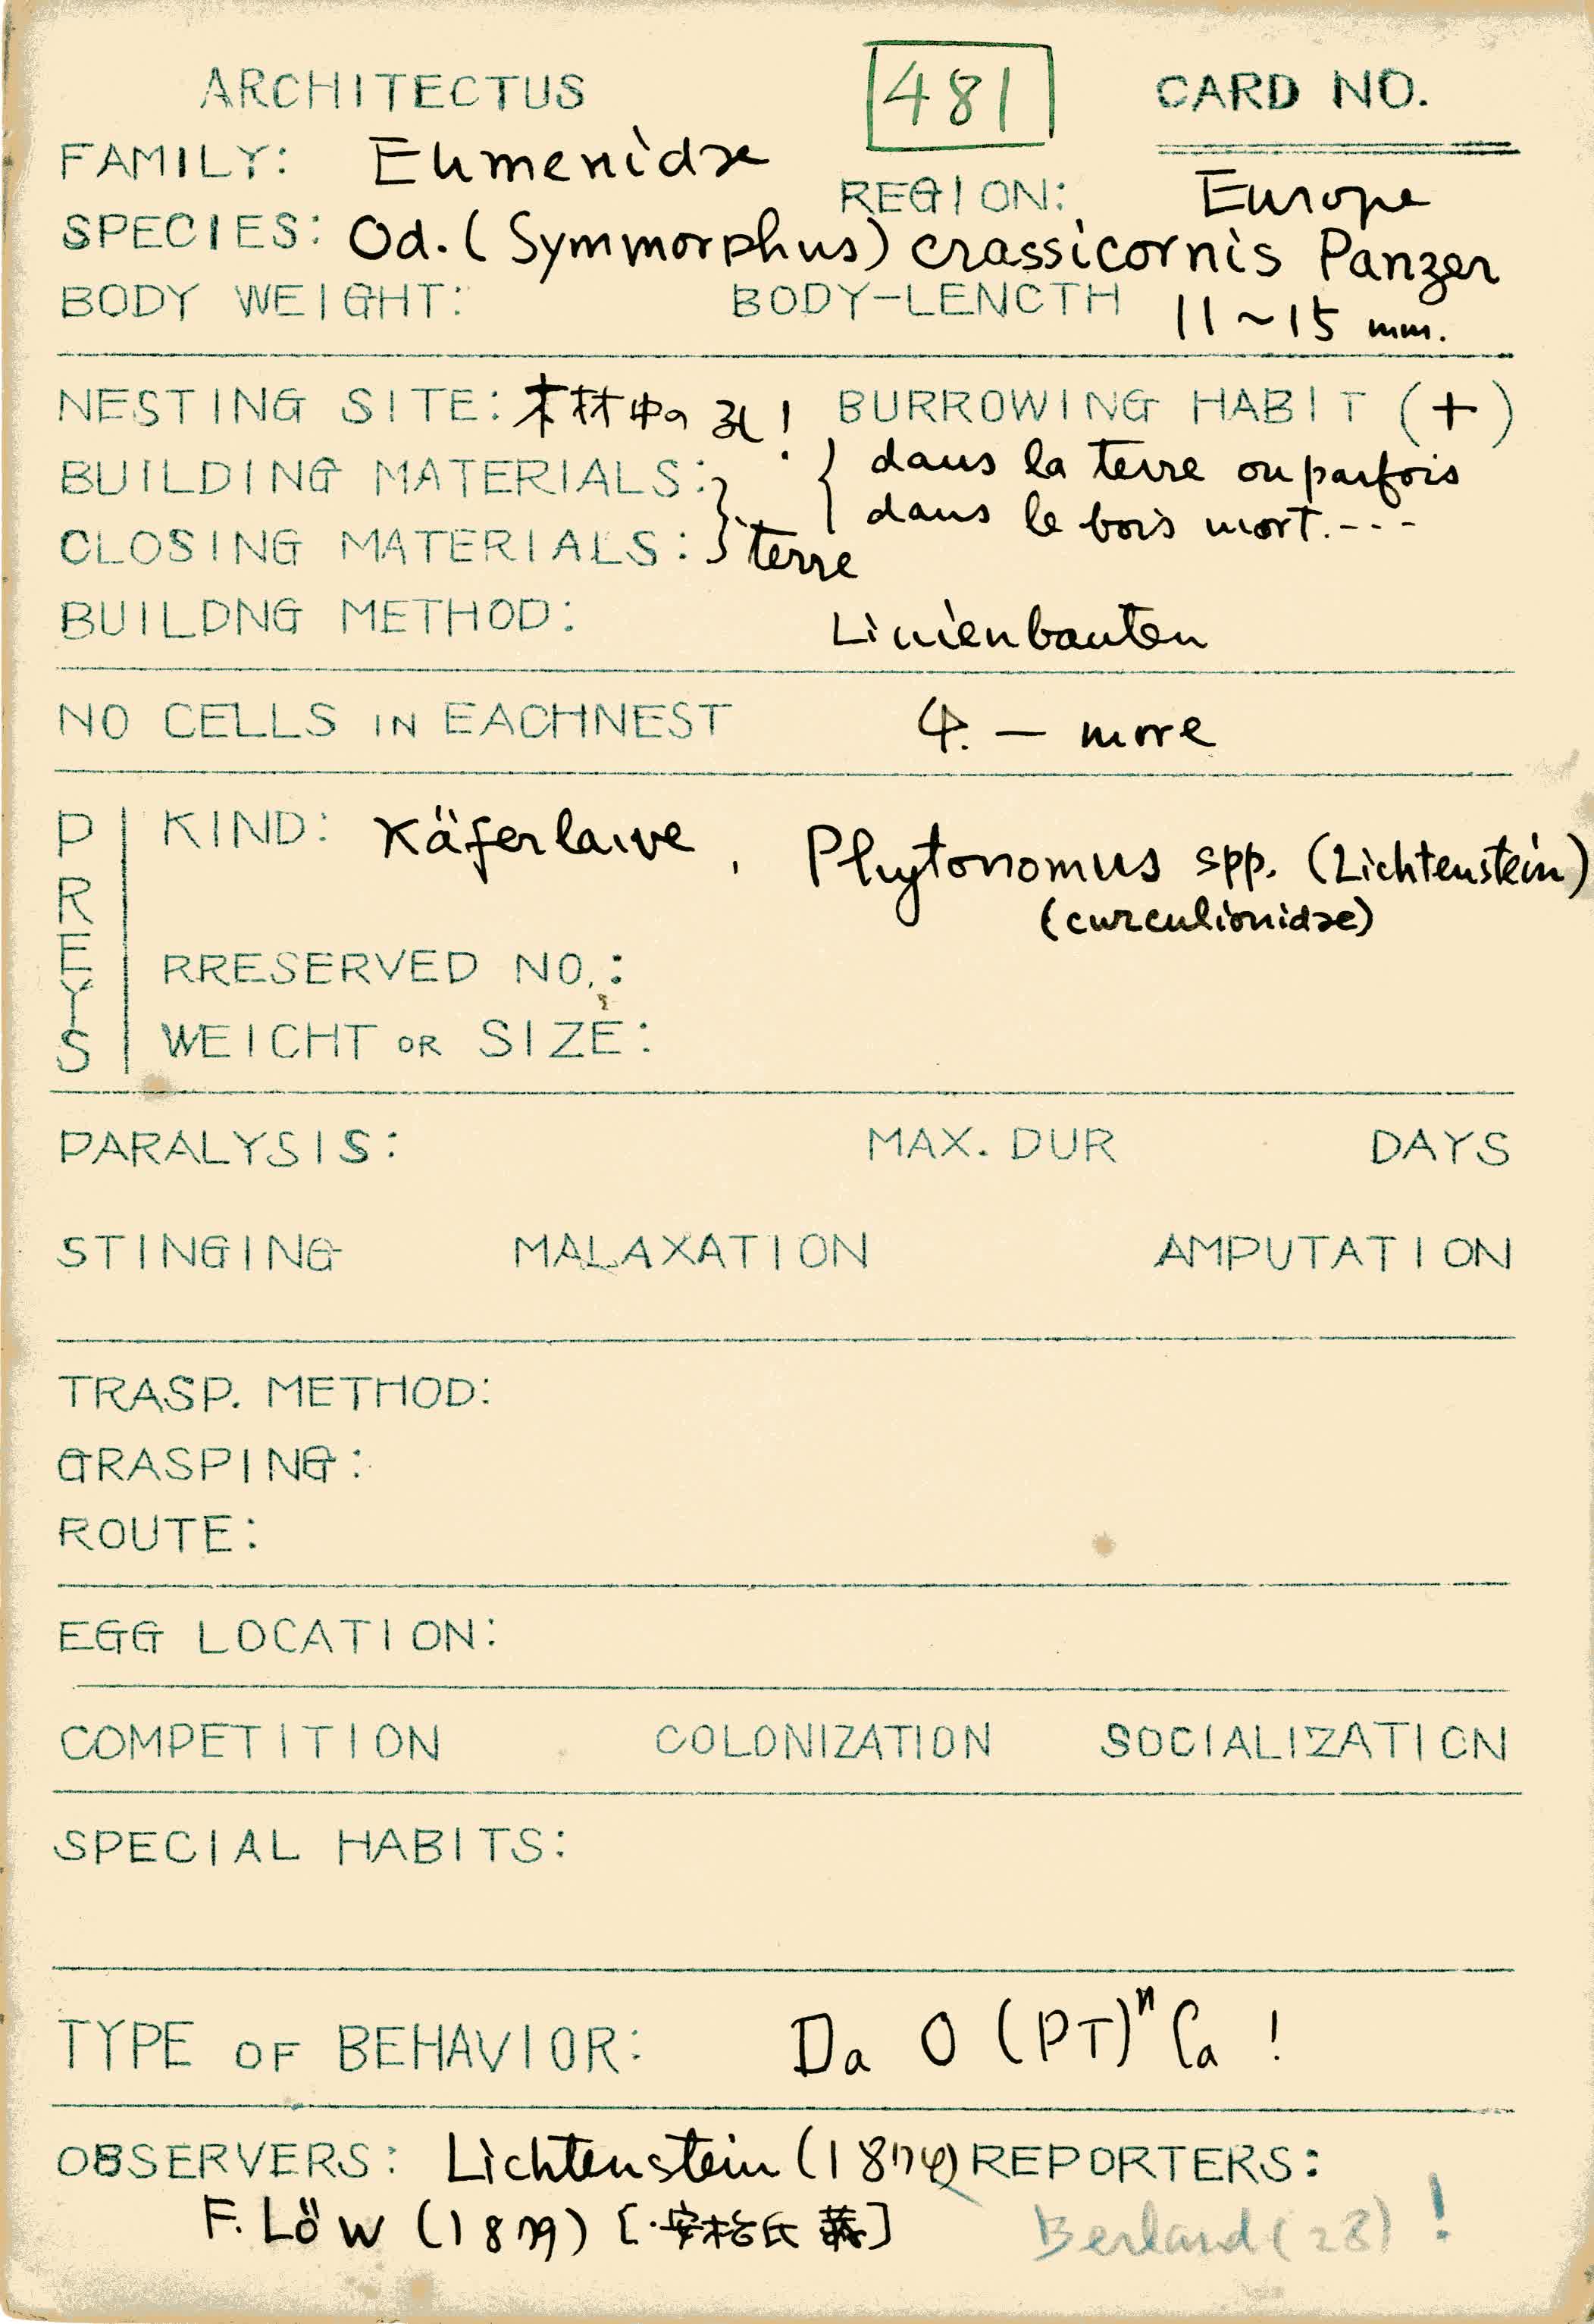 ARCHITECTUS 481 CARD NO.
FAMILY: Eumenidae
REGION: Europe
SPECIES: Od. (Symmorphus) crassicornis Panzer
BODY WEIGHT: BODY-LENCTH 11~15 mm.
NESTING SITE: 木材中の孔! BURROWING HABIT (+)
BUILDING MATERIALS: } { dans la terre ou parfois
dans le bois mort.---
CLOSING MATERIALS: } terre
BUILDNG METHOD: Linienbauten
NO CELLS IN EACHNEST 4. — more
PREYS
KIND: Käferlarve, Phytonomus spp. (Lichtenstein)
(curculionidae)
RRESERVED NO.:
WEICHT OR SIZE:
PARALYSIS: MAX. DUR DAYS
STINGING MALAXATION AMPUTATION
TRASP. METHOD:
GRASPING:
ROUTE:
EGG LOCATION:
COMPETITION COLONIZATION SOCIALIZATION
SPECIAL HABITS:
TYPE OF BEHAVIOR: Da O (PT)ⁿ Ca !
OBSERVERS: Lichtenstein (1874) REPORTERS:
F. Löw (1879) [
Berland (28) !